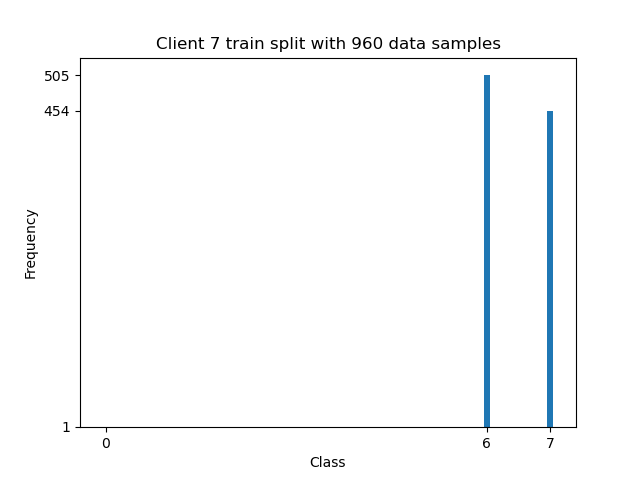 Client 7 train split with 960 data samples
505
454
1
Frequency
0 6 7
Class